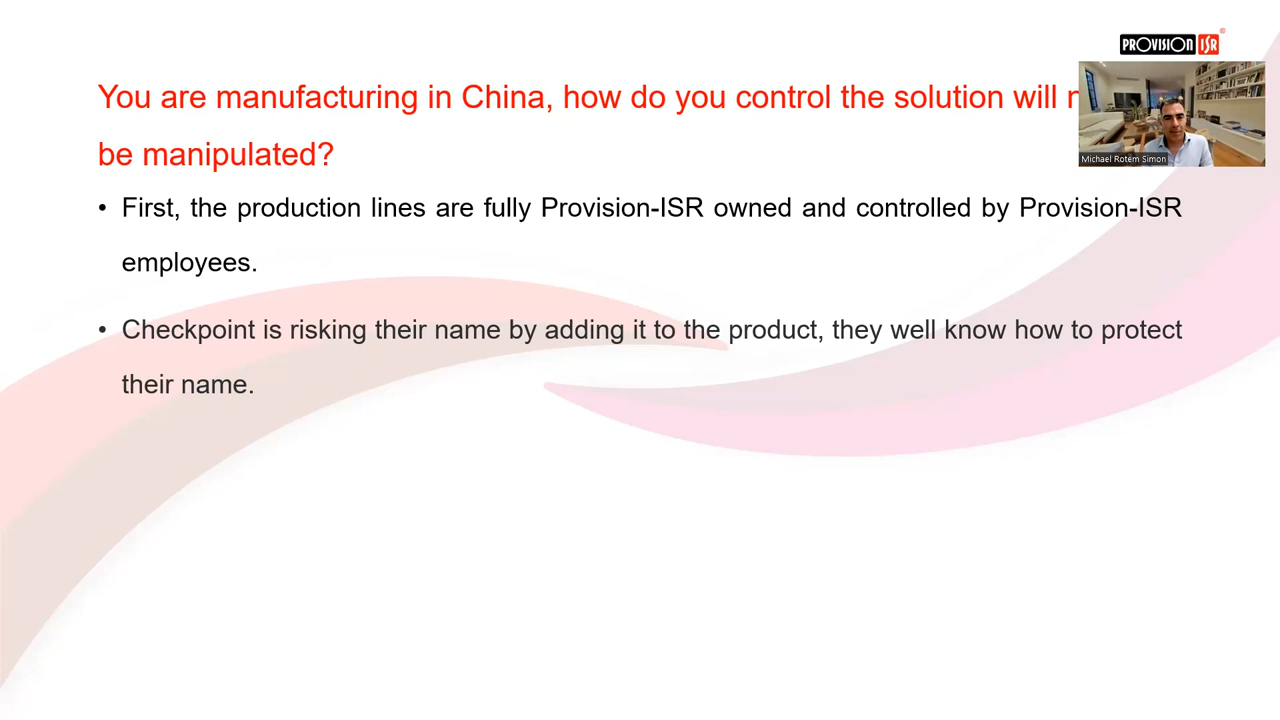 PROVISION ISR
You are manufacturing in China, how do you control the solution will
be manipulated?
Michael Rotem Simon
• First, the production lines are fully Provision-ISR owned and controlled by Provision-ISR
employees.
• Checkpoint is risking their name by adding it to the product, they well know how to protect
their name.